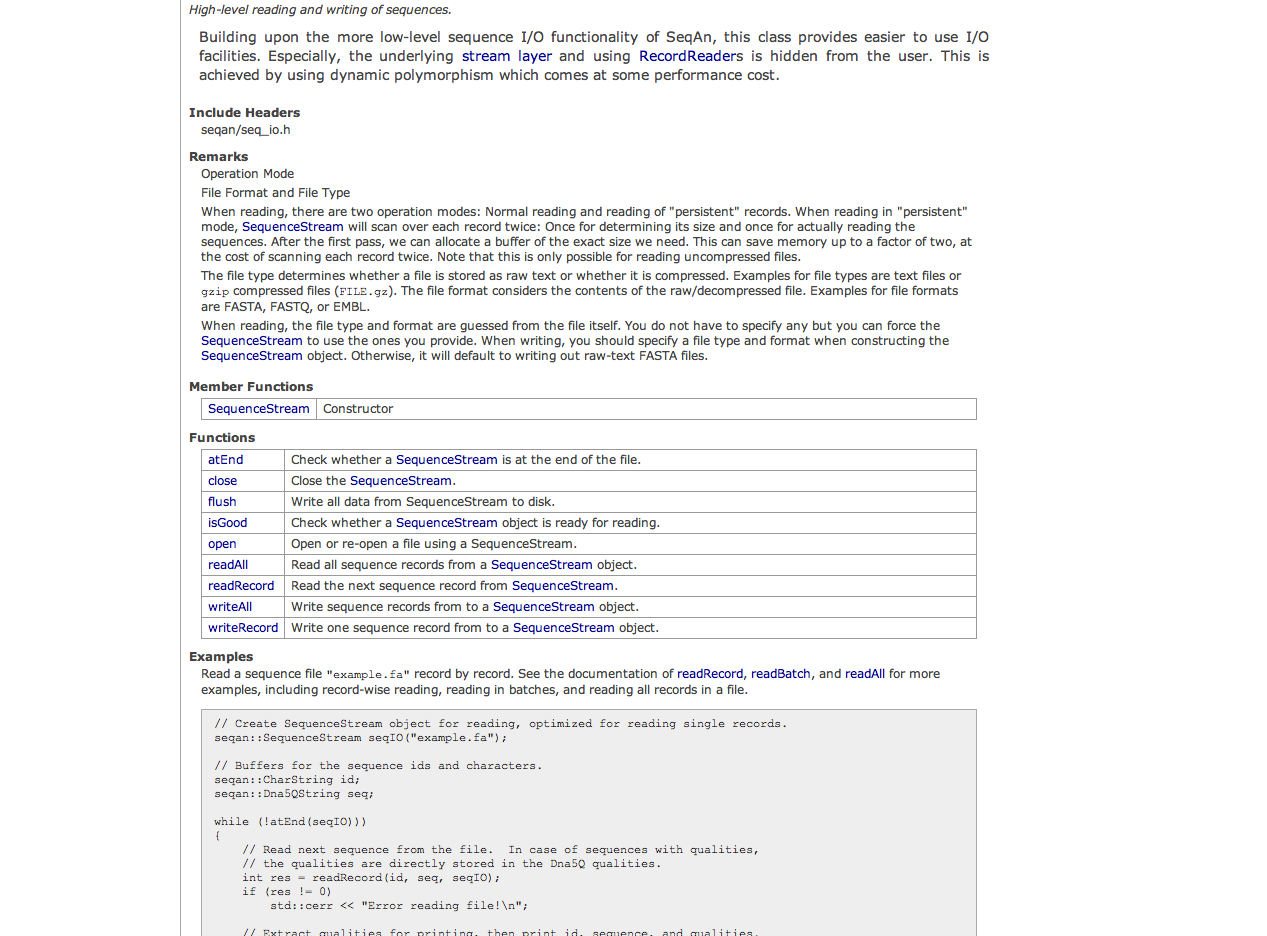 High-level reading and writing of sequences.
Building upon the more low-level sequence I/O functionality of SeqAn, this class provides easier to use I/O
facilities. Especially, the underlying stream layer and using RecordReaders is hidden from the user. This is
achieved by using dynamic polymorphism which comes at some performance cost.
Include Headers
seqan/seq_io.h
Remarks
Operation Mode
File Format and File Type
When reading, there are two operation modes: Normal reading and reading of "persistent" records. When reading in "persistent"
mode, SequenceStream will scan over each record twice: Once for determining its size and once for actually reading the
sequences. After the first pass, we can allocate a buffer of the exact size we need. This can save memory up to a factor of two, at
the cost of scanning each record twice. Note that this is only possible for reading uncompressed files.
The file type determines whether a file is stored as raw text or whether it is compressed. Examples for file types are text files or
gzip compressed files (FILE.gz). The file format considers the contents of the raw/decompressed file. Examples for file formats
are FASTA, FASTQ, or EMBL.
When reading, the file type and format are guessed from the file itself. You do not have to specify any but you can force the
SequenceStream to use the ones you provide. When writing, you should specify a file type and format when constructing the
SequenceStream object. Otherwise, it will default to writing out raw-text FASTA files.
Member Functions
SequenceStream Constructor
Functions
atEnd Check whether a SequenceStream is at the end of the file.
close Close the SequenceStream.
flush Write all data from SequenceStream to disk.
isGood Check whether a SequenceStream object is ready for reading.
open Open or re-open a file using a SequenceStream.
readAll Read all sequence records from a SequenceStream object.
readRecord Read the next sequence record from SequenceStream.
writeAll Write sequence records from to a SequenceStream object.
writeRecord Write one sequence record from to a SequenceStream object.
Examples
Read a sequence file "example.fa" record by record. See the documentation of readRecord, readBatch, and readAll for more
examples, including record-wise reading, reading in batches, and reading all records in a file.
// Create SequenceStream object for reading, optimized for reading single records.
seqan::SequenceStream seqIO("example.fa");
// Buffers for the sequence ids and characters.
seqan::CharString id;
seqan::Dna5QString seq;
while (!atEnd(seqIO)))
{
// Read next sequence from the file.  In case of sequences with qualities,
// the qualities are directly stored in the Dna5Q qualities.
int res = readRecord(id, seq, seqIO);
if (res != 0)
std::cerr << "Error reading file!\n";
// Extract qualities for printing, then print id, sequence, and qualities.